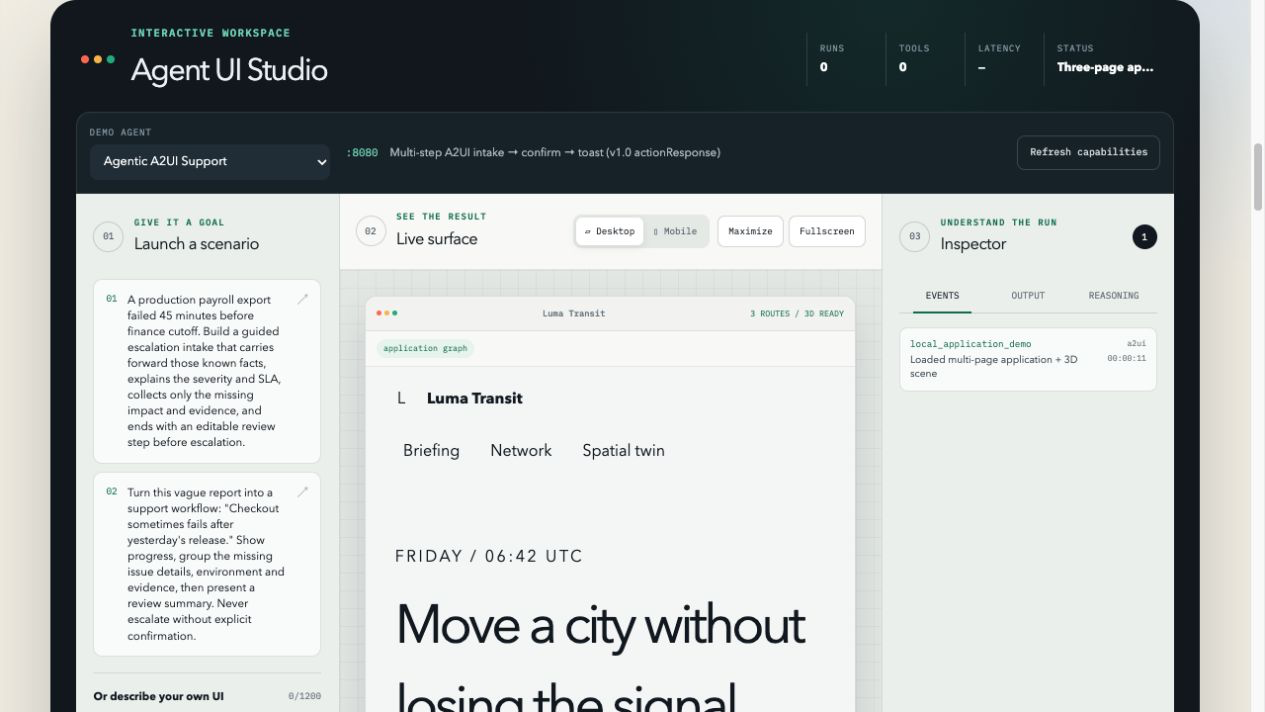 INTERACTIVE WORKSPACE
Agent UI Studio
RUNS
0
TOOLS
0
LATENCY
–
STATUS
Three-page ap...
DEMO AGENT
Agentic A2UI Support
:8080 Multi-step A2UI intake → confirm → toast (v1.0 actionResponse)
Refresh capabilities
01
GIVE IT A GOAL
Launch a scenario
01 A production payroll export
failed 45 minutes before
finance cutoff. Build a guided
escalation intake that carries
forward those known facts,
explains the severity and SLA,
collects only the missing
impact and evidence, and
ends with an editable review
step before escalation.
02 Turn this vague report into a
support workflow: "Checkout
sometimes fails after
yesterday's release." Show
progress, group the missing
issue details, environment and
evidence, then present a
review summary. Never
escalate without explicit
confirmation.
Or describe your own UI 0/1200
02
SEE THE RESULT
Live surface
Desktop Mobile
Maximize
Fullscreen
Luma Transit
3 ROUTES / 3D READY
application graph
L Luma Transit
Briefing Network Spatial twin
FRIDAY / 06:42 UTC
Move a city without
losing the signal
03
UNDERSTAND THE RUN
Inspector
1
EVENTS OUTPUT REASONING
local_application_demo a2ui
Loaded multi-page application + 3D 00:00:11
scene